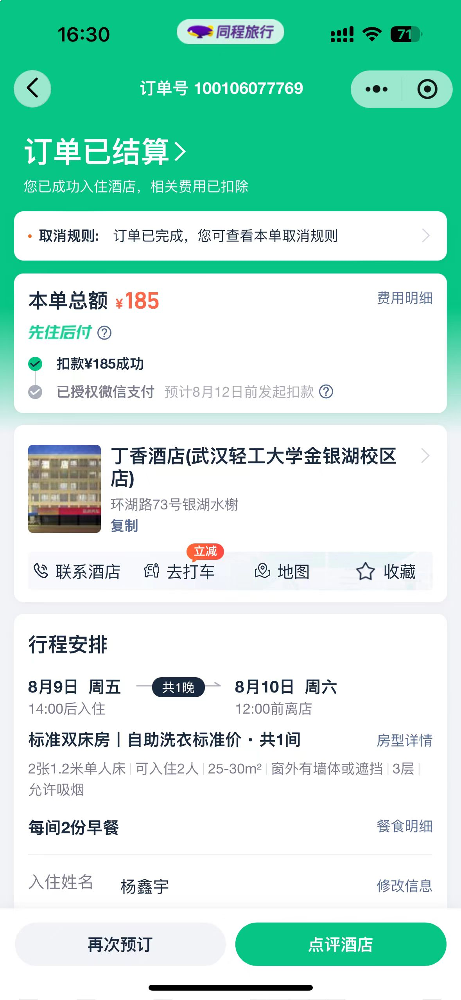 16:30
同程旅行
71
订单号 100106077769
订单已结算
您已成功入住酒店，相关费用已扣除
取消规则: 订单已完成，您可查看本单取消规则
本单总额 ¥185 费用明细
先住后付 ?
扣款¥185成功
已授权微信支付 预计8月12日前发起扣款 ?
丁香酒店(武汉轻工大学金银湖校区
店)
环湖路73号银湖水榭
复制
立减
联系酒店 去打车 地图 收藏
行程安排
8月9日 周五 共1晚 8月10日 周六
14:00后入住 12:00前离店
标准双床房 | 自助洗衣标准价·共1间 房型详情
2张1.2米单人床 | 可入住2人 | 25-30m² | 窗外有墙体或遮挡 | 3层 |
允许吸烟
每间2份早餐 餐食明细
入住姓名 杨鑫宇 修改信息
再次预订 点评酒店